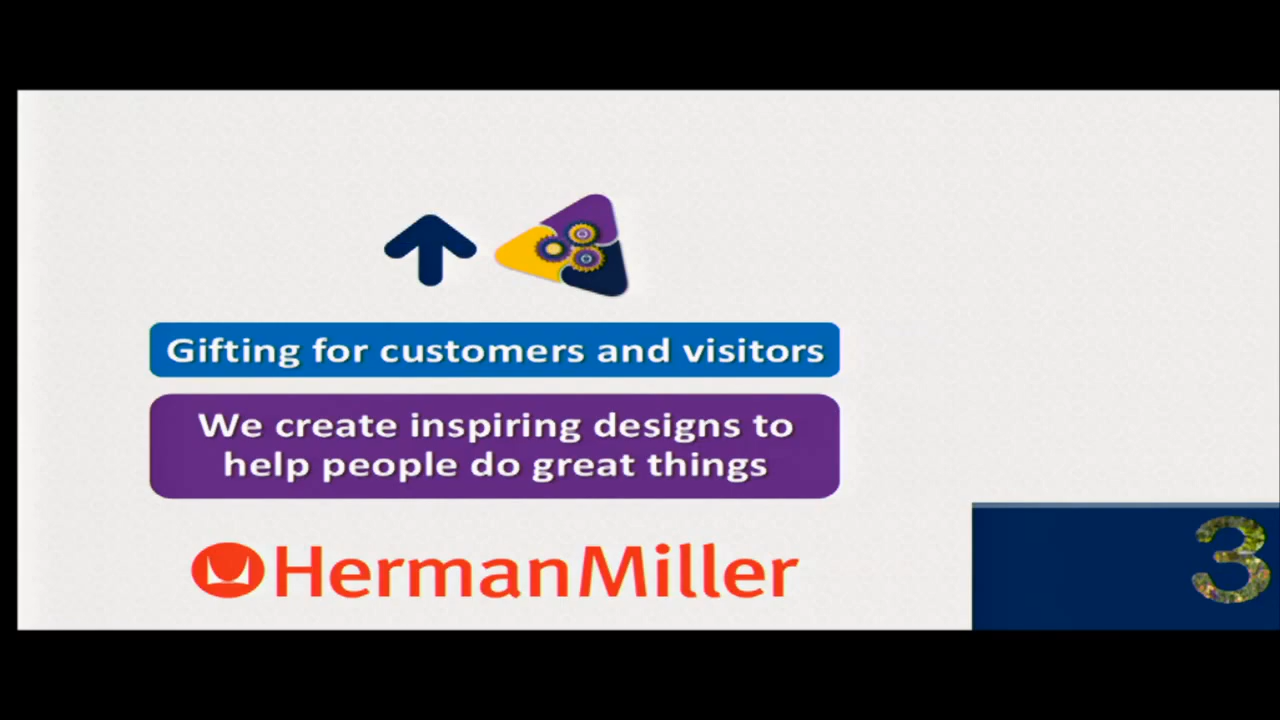 Gifting for customers and visitors
We create inspiring designs to
help people do great things
HermanMiller
3